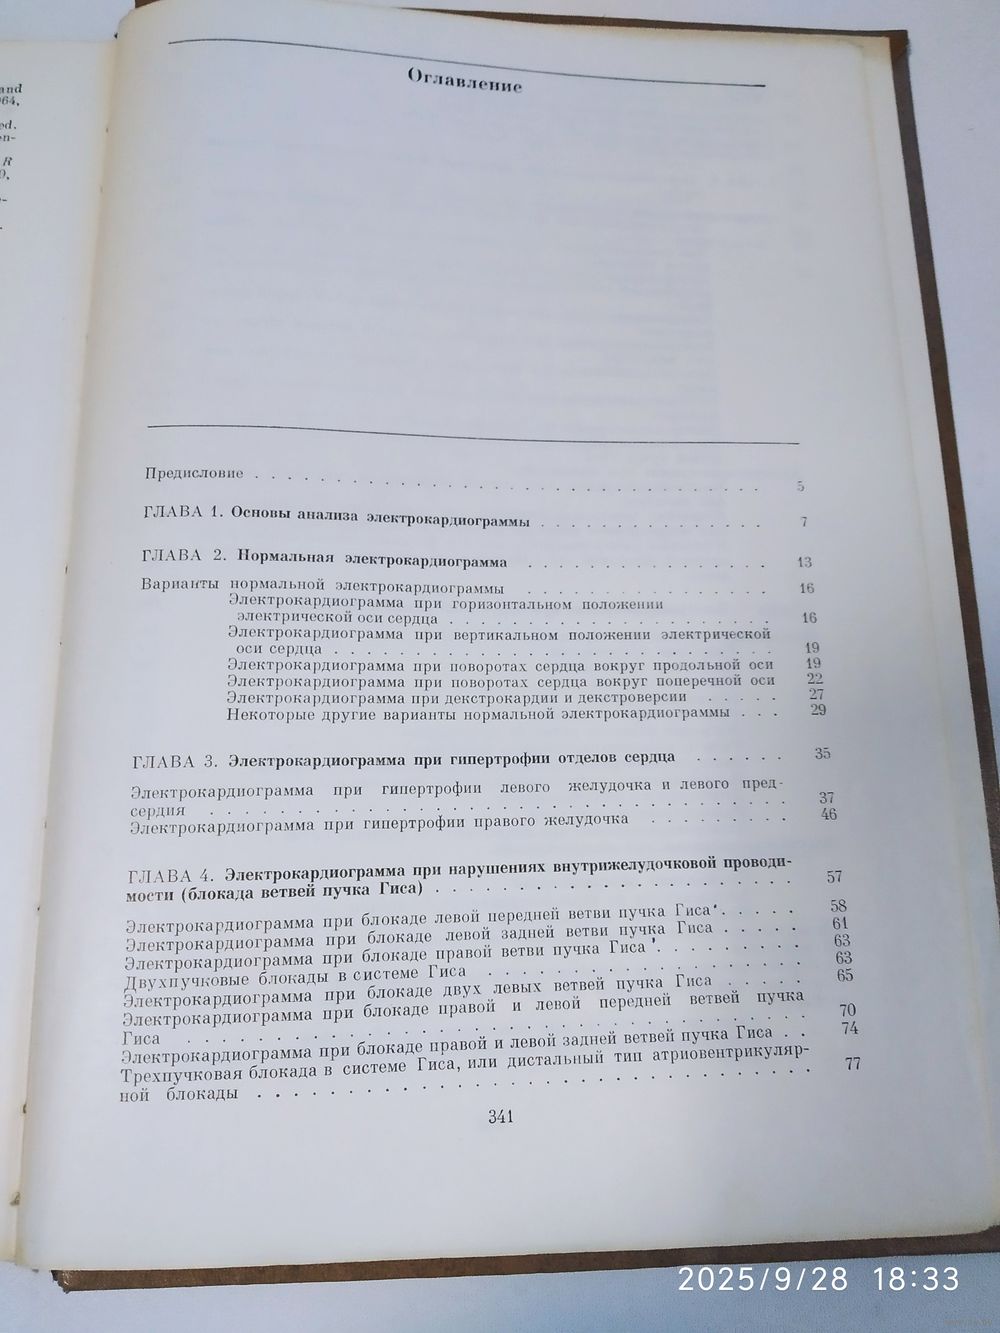 and
964,
ed.
en-
R
Оглавление
Предисловие . . . . . . . . . . . . . . . . . . . . . . . . . . . . . . 5
ГЛАВА 1. Основы анализа электрокардиограммы . . . . . . . . . . . . . 7
ГЛАВА 2. Нормальная электрокардиограмма . . . . . . . . . . . . . . 13
Варианты нормальной электрокардиограммы . . . . . . . . . . . . . . 16
Электрокардиограмма при горизонтальном положении
электрической оси сердца . . . . . . . . . . . . . . . . . . . 16
Электрокардиограмма при вертикальном положении электрической
оси сердца . . . . . . . . . . . . . . . . . . . . . . . . . . 19
Электрокардиограмма при поворотах сердца вокруг продольной оси 19
Электрокардиограмма при поворотах сердца вокруг поперечной оси 22
Электрокардиограмма при декстрокардии и декстроверсии . . . . . 27
Некоторые другие варианты нормальной электрокардиограммы . . . 29
ГЛАВА 3. Электрокардиограмма при гипертрофии отделов сердца . . . . . . 35
Электрокардиограмма при гипертрофии левого желудочка и левого пред-
сердия . . . . . . . . . . . . . . . . . . . . . . . . . . . . . . 37
Электрокардиограмма при гипертрофии правого желудочка . . . . . . . . . 46
ГЛАВА 4. Электрокардиограмма при нарушениях внутрижелудочковой проводи-
мости (блокада ветвей пучка Гиса) . . . . . . . . . . . . . . . . . . . 57
Электрокардиограмма при блокаде левой передней ветви пучка Гиса . . . . . 58
Электрокардиограмма при блокаде левой задней ветви пучка Гиса . . . . . 61
Электрокардиограмма при блокаде правой ветви пучка Гиса . . . . . . . . 63
Двухпучковые блокады в системе Гиса . . . . . . . . . . . . . . . . . 63
Электрокардиограмма при блокаде двух левых ветвей пучка Гиса . . . . . 65
Электрокардиограмма при блокаде правой и левой передней ветвей пучка
Гиса . . . . . . . . . . . . . . . . . . . . . . . . . . . . . . . 70
Электрокардиограмма при блокаде правой и левой задней ветвей пучка Гиса . . 74
Трехпучковая блокада в системе Гиса, или дистальный тип атриовентрикуляр-
ной блокады . . . . . . . . . . . . . . . . . . . . . . . . . . . . 77
341
2025/9/28 18:33